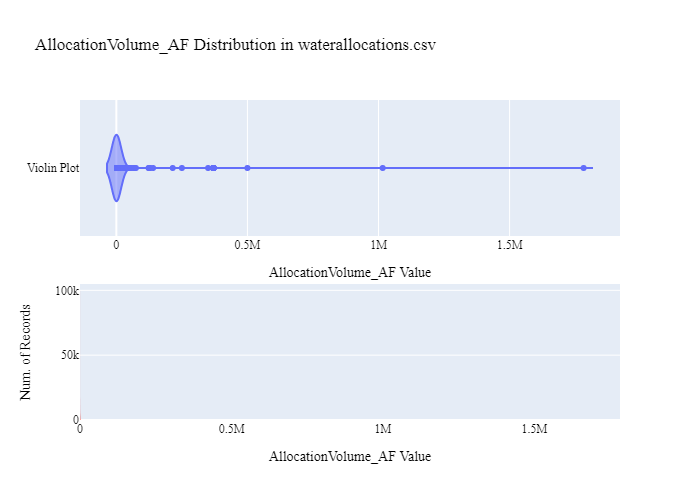 AllocationVolume_AF Distribution in waterallocations.csv
Violin Plot
0 0.5M 1M 1.5M
AllocationVolume_AF Value
100k
50k
0
Num. of Records
0 0.5M 1M 1.5M
AllocationVolume_AF Value